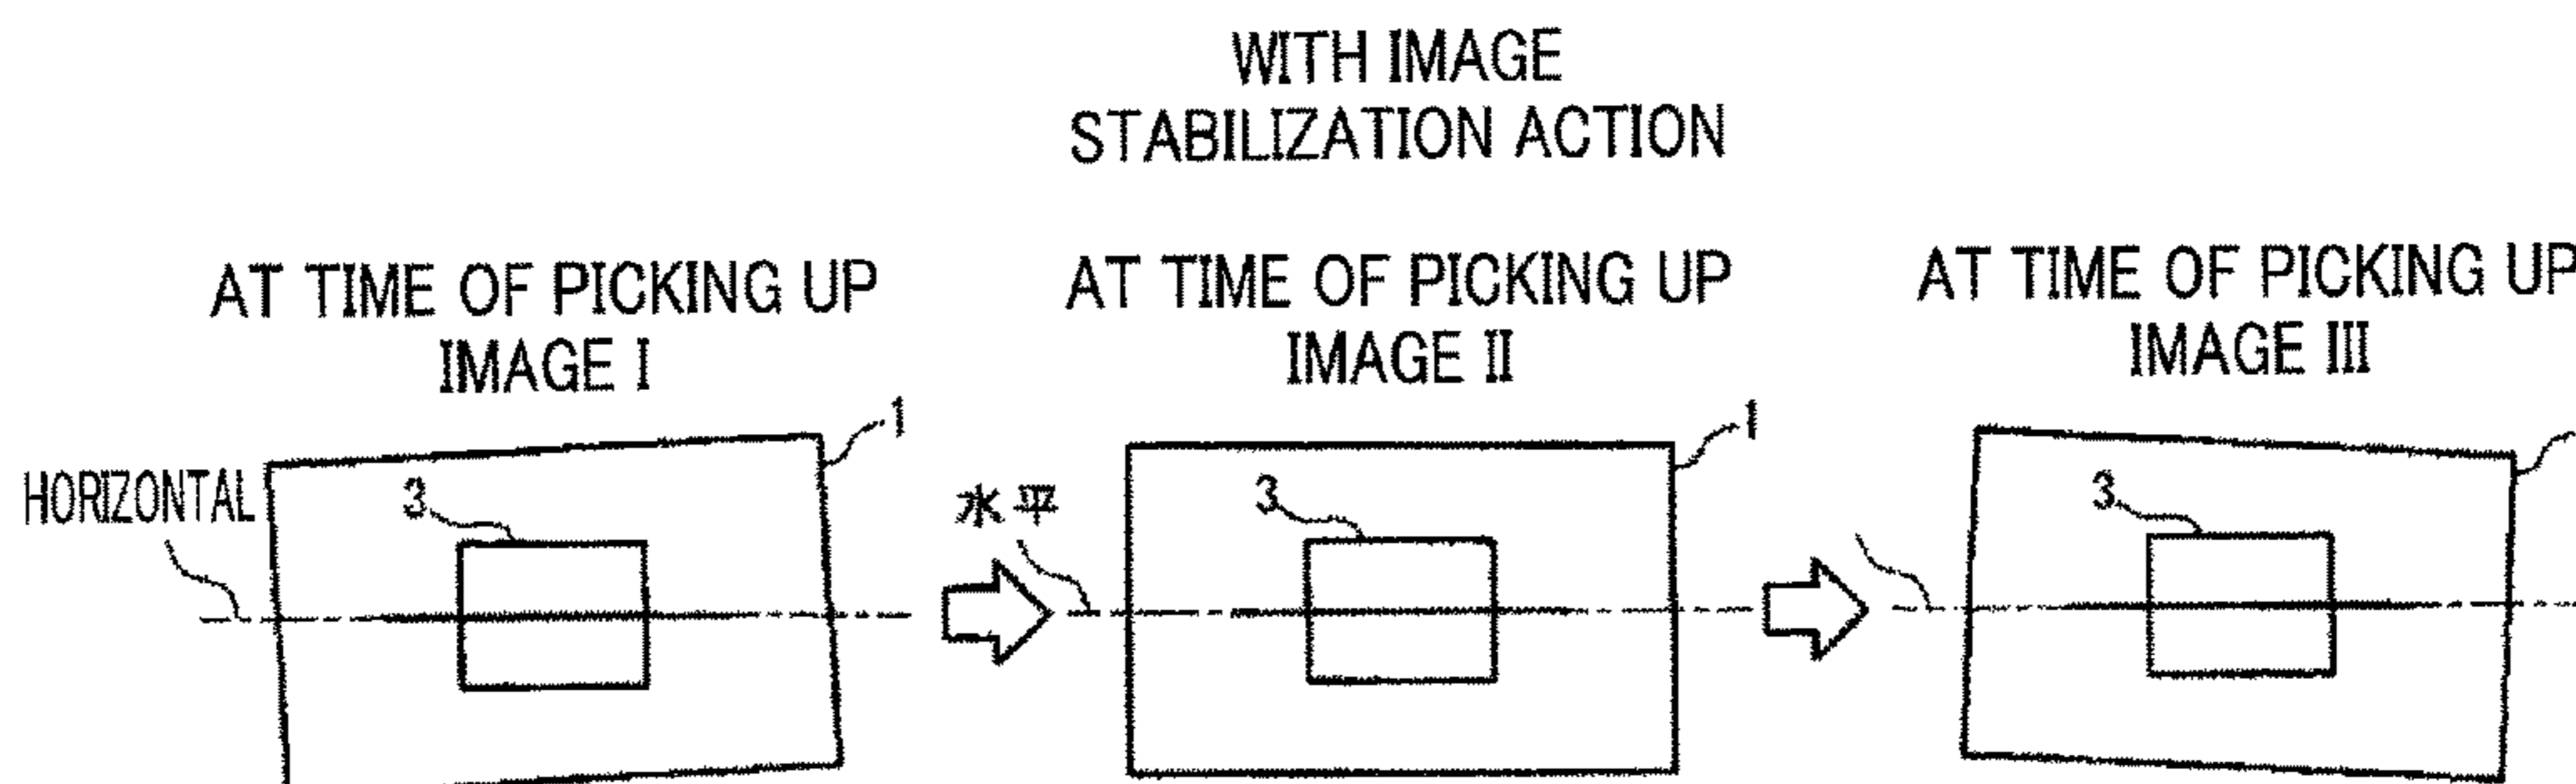 WITH IMAGE
STABILIZATION ACTION
AT TIME OF PICKING UP
IMAGE I
AT TIME OF PICKING UP
IMAGE II
AT TIME OF PICKING UP
IMAGE III
HORIZONTAL
3
1
水平
3
1
3